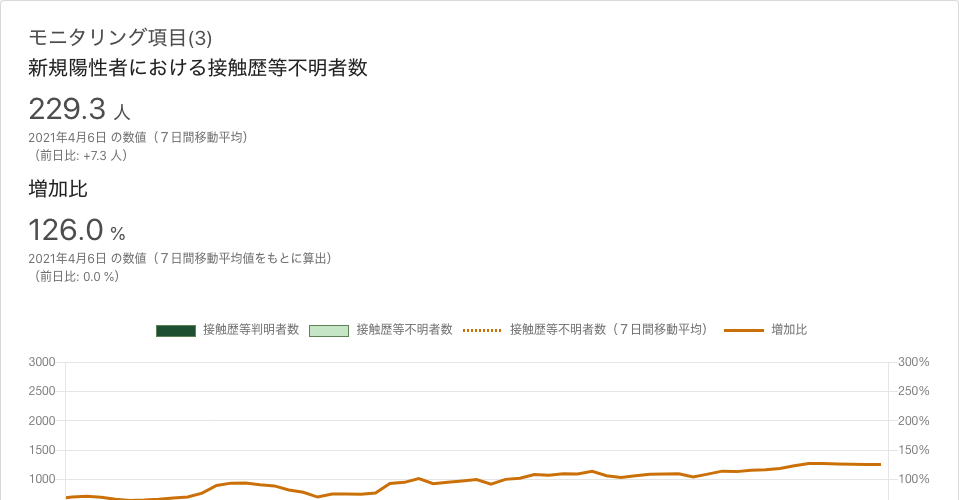 モニタリング項目(3)
新規陽性者における接触歴等不明者数
229.3 人
2021年4月6日 の数値（７日間移動平均）
（前日比: +7.3 人）
増加比
126.0 %
2021年4月6日 の数値（７日間移動平均値をもとに算出）
（前日比: 0.0 %）
接触歴等判明者数 接触歴等不明者数 接触歴等不明者数（７日間移動平均） 増加比
3000 300%
2500 250%
2000 200%
1500 150%
1000 100%